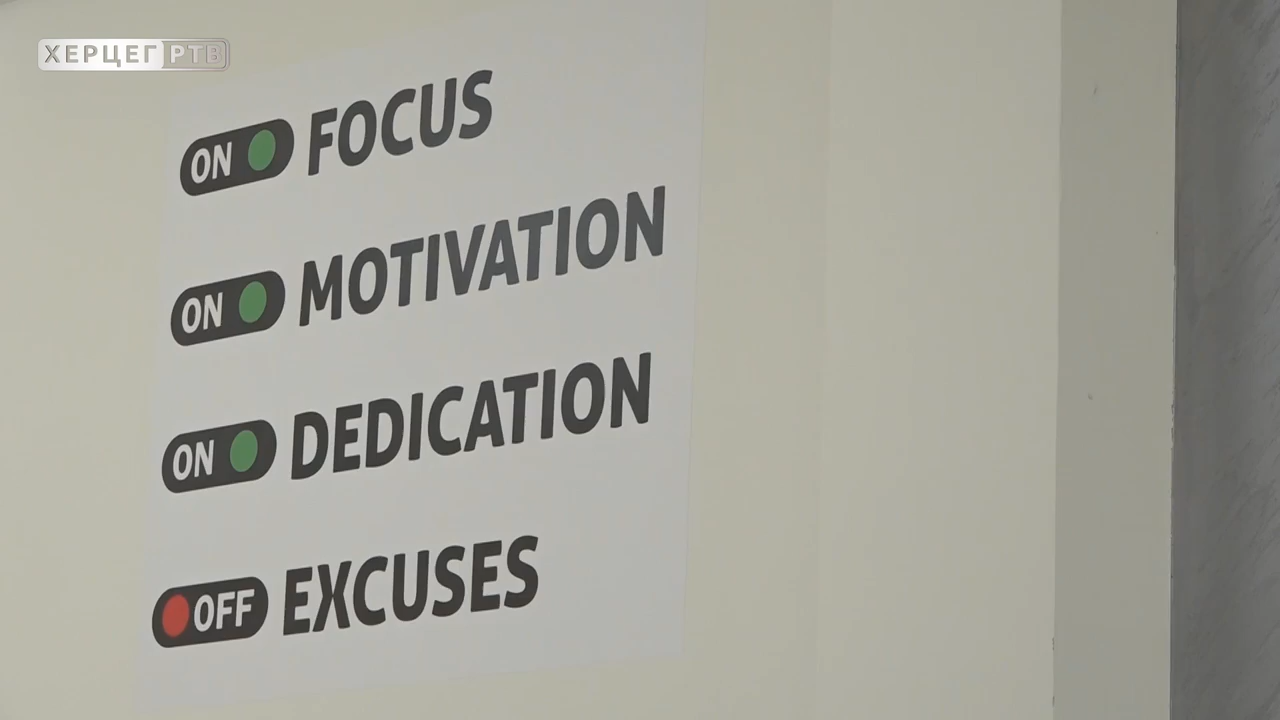 ХЕРЦЕГ РТВ
ON FOCUS
ON MOTIVATION
ON DEDICATION
OFF EXCUSES